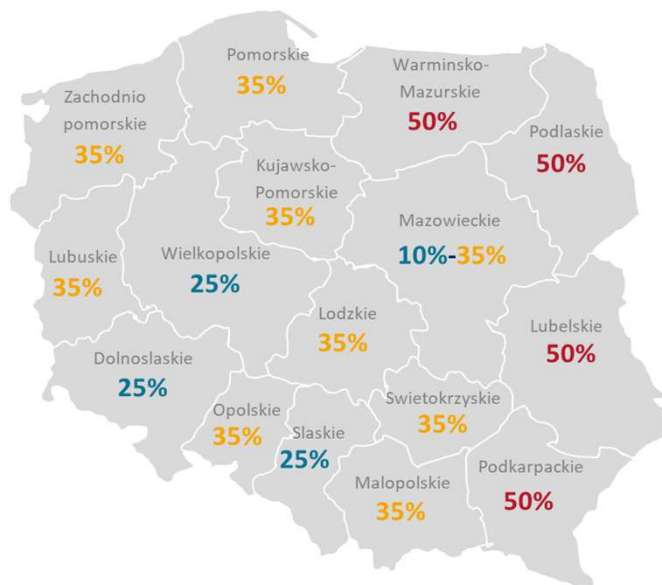 Pomorskie
35%
Warminsko-
Mazurskie
50%
Zachodnio
pomorskie
35%
Podlaskie
50%
Kujawsko-
Pomorskie
35%
Mazowieckie
10%-35%
Lubuskie
35%
Wielkopolskie
25%
Lodzkie
35%
Lubelskie
50%
Dolnoslaskie
25%
Opolskie
35%
Slaskie
25%
Swietokrzyskie
35%
Malopolskie
35%
Podkarpackie
50%